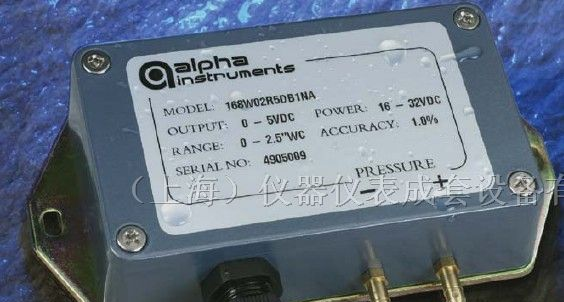 alpha
instruments
MODEL: 168W02R5DB1NA
OUTPUT: 0 - 5VDC POWER: 16 - 32VDC
RANGE: 0 - 2.5"WC ACCURACY: 1.0%
SERIAL NO: 4905009
PRESSURE
- +
（上海）仪器仪表成套设备有